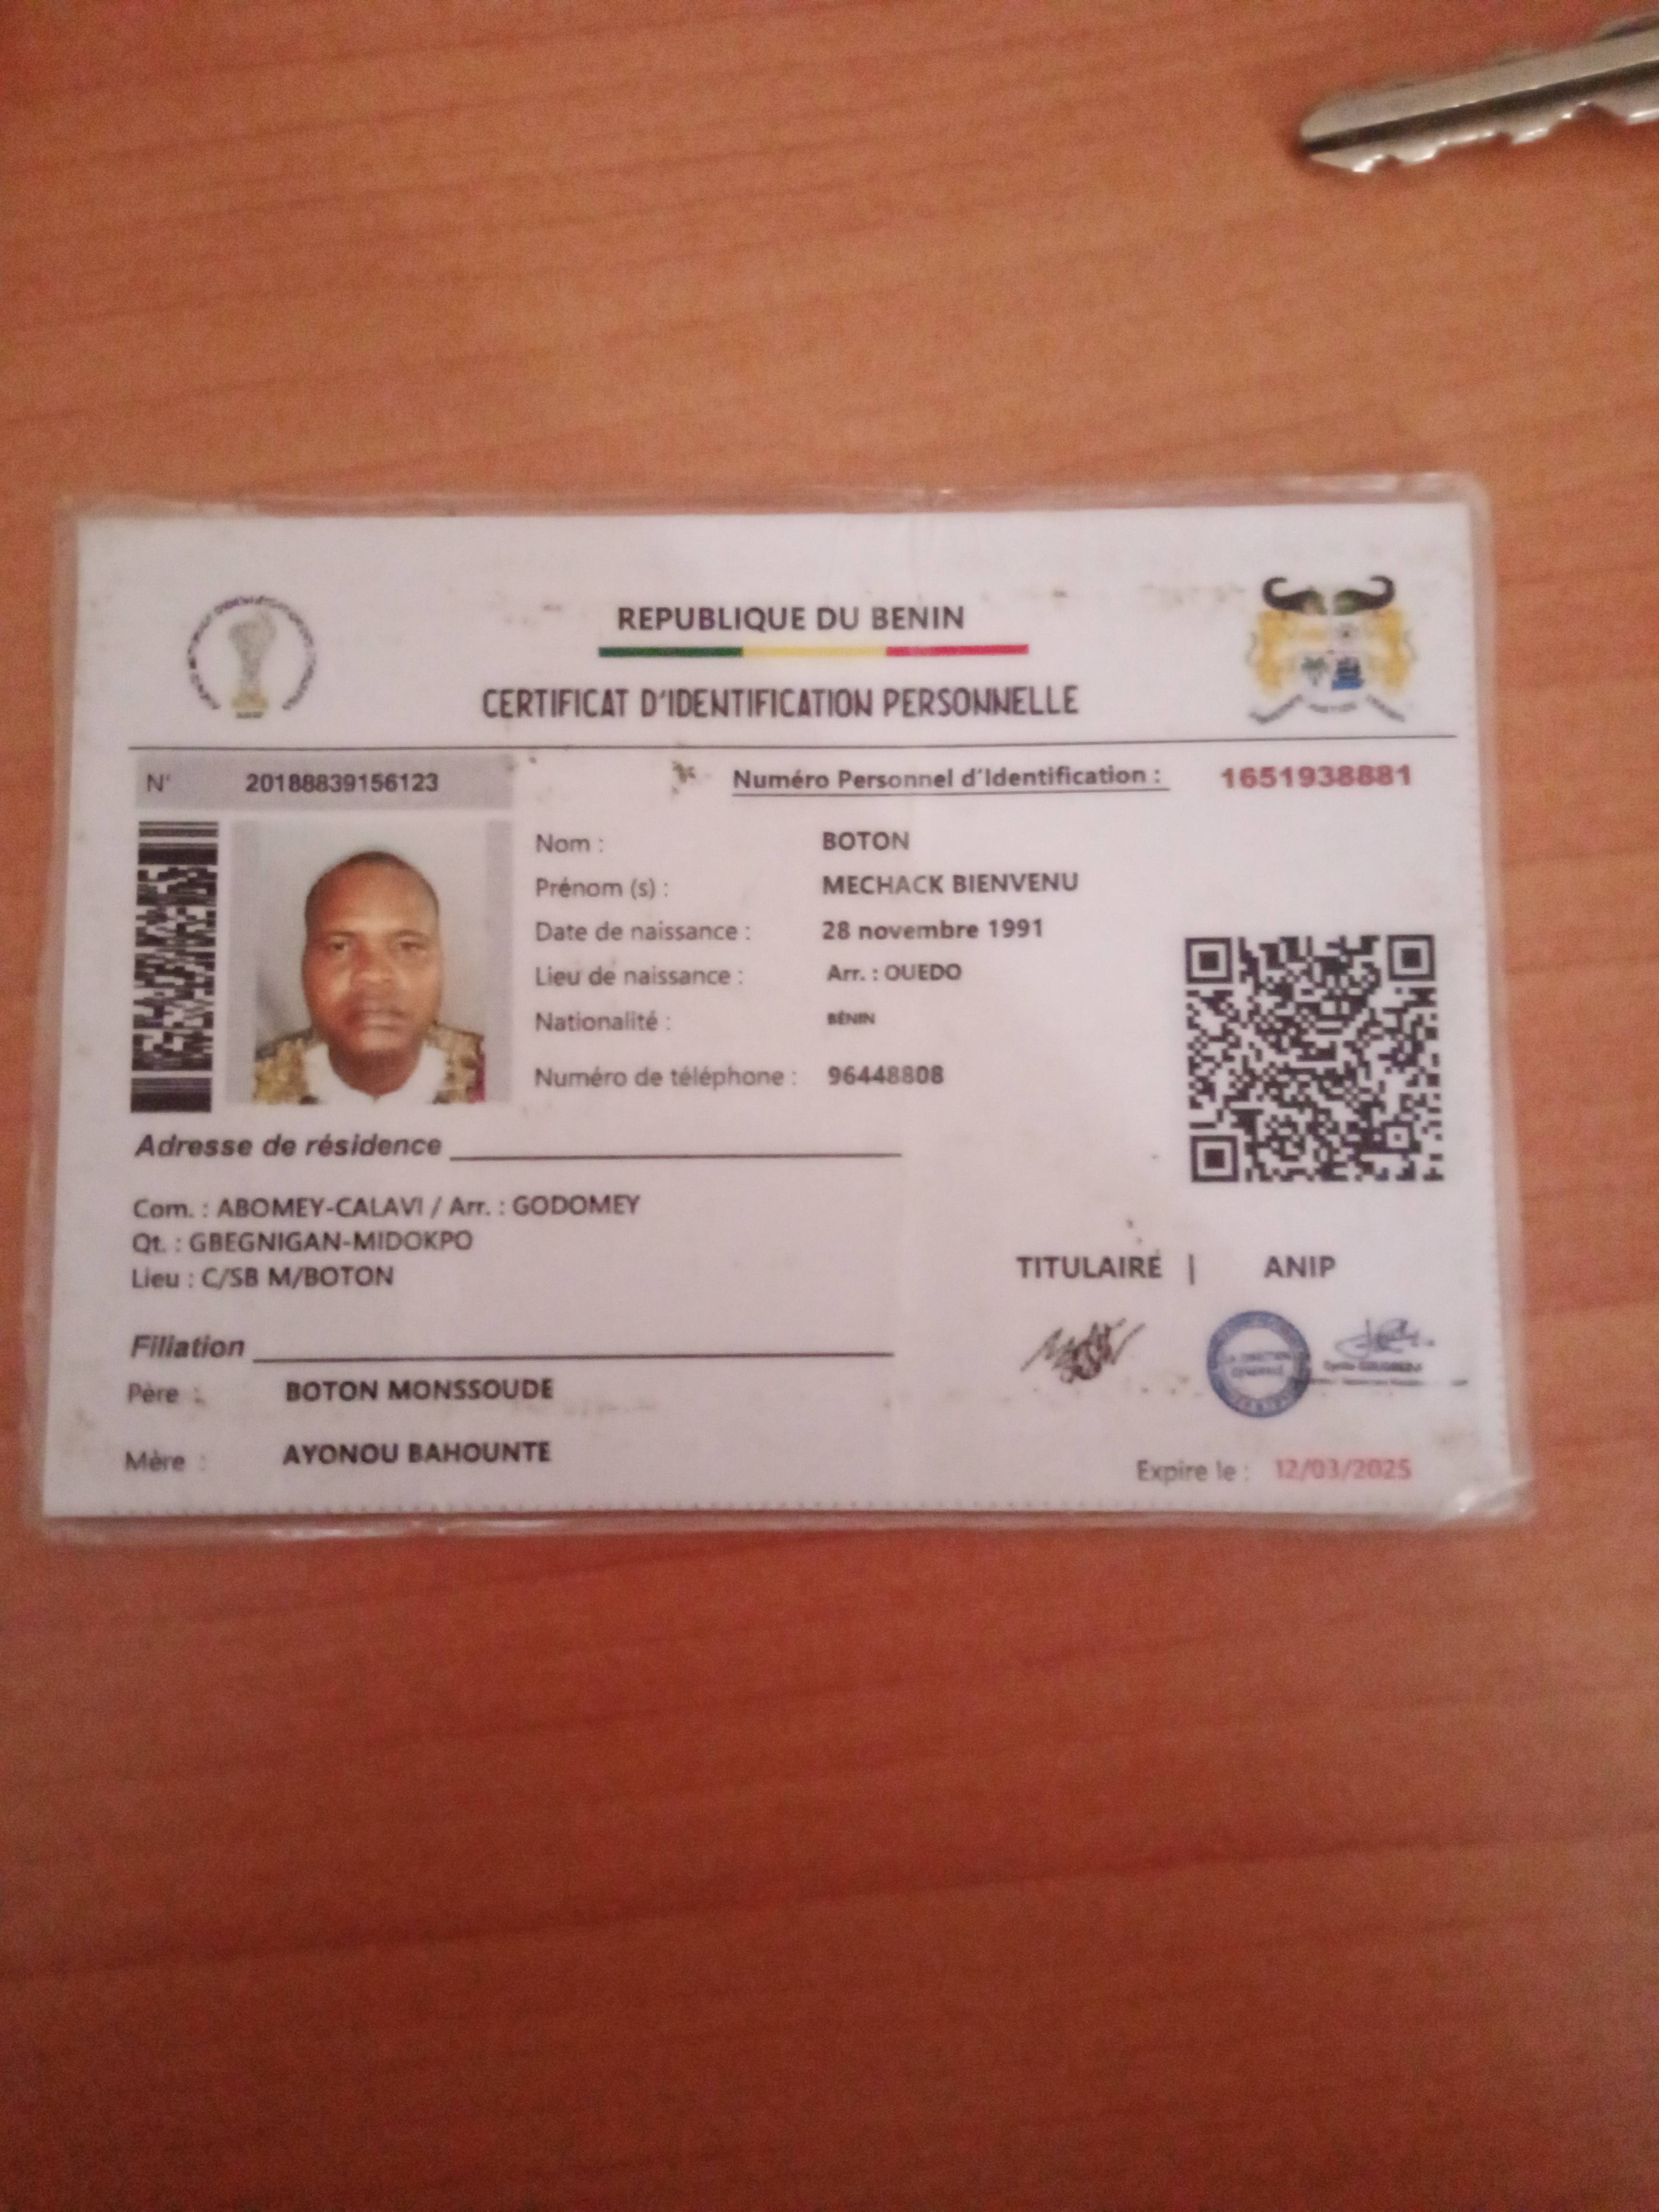 REPUBLIQUE DU BENIN
CERTIFICAT D'IDENTIFICATION PERSONNELLE
N° 20188839156123
Numéro Personnel d'Identification : 1651938881
Nom : BOTON
Prénom (s) : MECHACK BIENVENU
Date de naissance : 28 novembre 1991
Lieu de naissance : Arr. : OUEDO
Nationalité : BÉNIN
Numéro de téléphone : 96448808
Adresse de résidence
Com. : ABOMEY-CALAVI / Arr. : GODOMEY
Qt. : GBEGNIGAN-MIDOKPO
Lieu : C/SB M/BOTON
TITULAIRE | ANIP
Filiation
Père : BOTON MONSSOUDE
Mère : AYONOU BAHOUNTE
Expire le : 12/03/2025